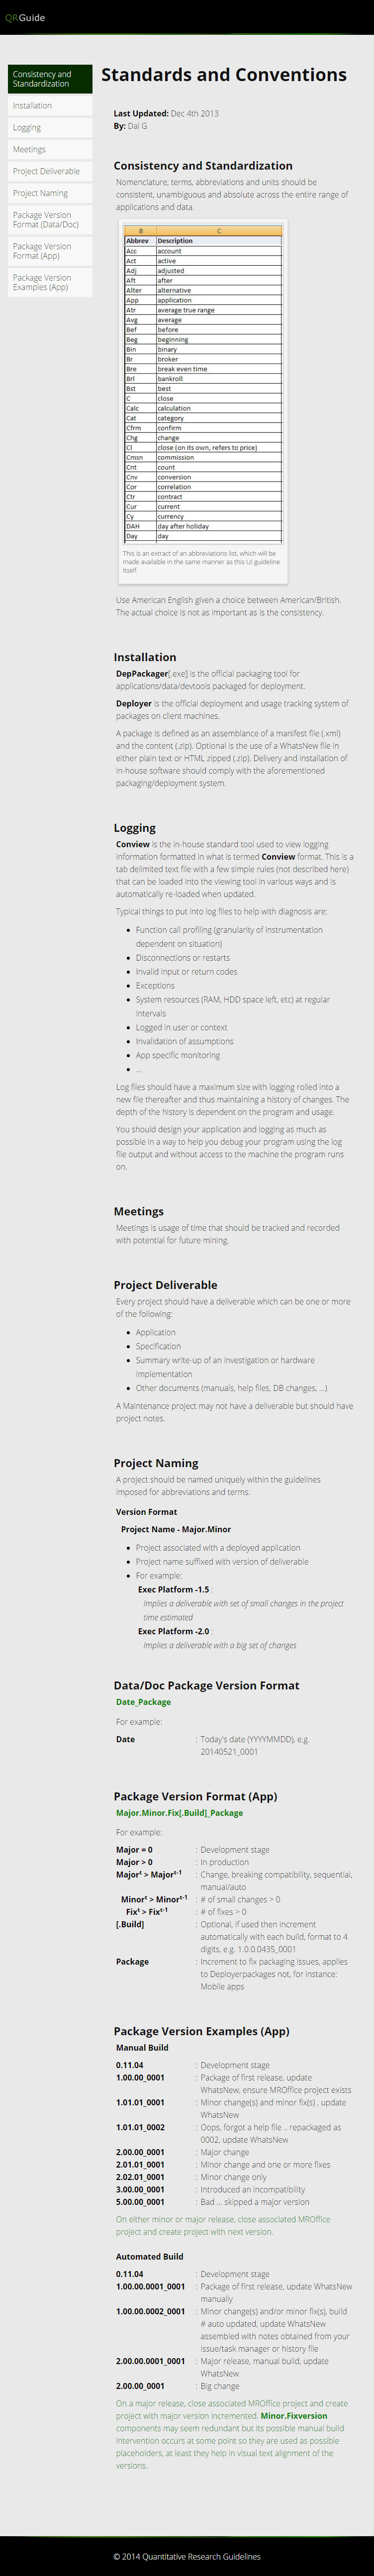 QRGuide
Consistency and
Standardization
Installation
Logging
Meetings
Project Deliverable
Project Naming
Package Version
Format (Data/Doc)
Package Version
Format (App)
Package Version
Examples (App)
Standards and Conventions
Last Updated: Dec 4th 2013
By: Dal G
Consistency and Standardization
Nomenclature, terms, abbreviations and units should be
consistent, unambiguous and absolute across the entire range of
applications and data.
B C
Abbrev Description
Acc account
Act active
Adj adjusted
Aft after
Alter alternative
App application
Atr average true range
Avg average
Bef before
Beg beginning
Bin binary
Br broker
Bre break even time
Brl bankroll
Bst best
C close
Calc calculation
Cat category
Cfrm confirm
Chg change
Cl close (on its own, refers to price)
Cmsn commission
Cnt count
Cnv conversion
Cor correlation
Ctr contract
Cur current
Cy currency
DAH day after holiday
Day day
This is an extract of an abbreviations list, which will be
made available in the same manner as this UI guideline
itself.
Use American English given a choice between American/British.
The actual choice is not as important as is the consistency.
Installation
DepPackager[.exe] is the official packaging tool for
applications/data/devtools packaged for deployment.
Deployer is the official deployment and usage tracking system of
packages on client machines.
A package is defined as an assemblance of a manifest file (.xml)
and the content (.zip). Optional is the use of a WhatsNew file in
either plain text or HTML zipped (.zip). Delivery and installation of
in-house software should comply with the aforementioned
packaging/deployment system.
Logging
Conview is the in-house standard tool used to view logging
information formatted in what is termed Conview format. This is a
tab delimited text file with a few simple rules (not described here)
that can be loaded into the viewing tool in various ways and is
automatically re-loaded when updated.
Typical things to put into log files to help with diagnosis are:
• Function call profiling (granularity of instrumentation
dependent on situation)
• Disconnections or restarts
• Invalid input or return codes
• Exceptions
• System resources (RAM, HDD space left, etc) at regular
intervals
• Logged in user or context
• Invalidation of assumptions
• App specific monitoring
• ...
Log files should have a maximum size with logging rolled into a
new file thereafter and thus maintaining a history of changes. The
depth of the history is dependent on the program and usage.
You should design your application and logging as much as
possible in a way to help you debug your program using the log
file output and without access to the machine the program runs
on.
Meetings
Meetings is usage of time that should be tracked and recorded
with potential for future mining.
Project Deliverable
Every project should have a deliverable which can be one or more
of the following:
• Application
• Specification
• Summary write-up of an investigation or hardware
implementation
• Other documents (manuals, help files, DB changes, ...)
A Maintenance project may not have a deliverable but should have
project notes.
Project Naming
A project should be named uniquely within the guidelines
imposed for abbreviations and terms.
Version Format
Project Name - Major.Minor
• Project associated with a deployed application
• Project name suffixed with version of deliverable
• For example:
Exec Platform -1.5 :
Implies a deliverable with set of small changes in the project
time estimated
Exec Platform -2.0 :
Implies a deliverable with a big set of changes
Data/Doc Package Version Format
Date_Package
For example:
Date : Today's date (YYYYMMDD), e.g.
20140521_0001
Package Version Format (App)
Major.Minor.Fix[.Build]_Package
For example:
Major = 0 : Development stage
Major > 0 : In production
Majorᵗ > Majorᵗ⁻¹ : Change, breaking compatibility, sequential,
manual/auto
Minorᵗ > Minorᵗ⁻¹ : # of small changes > 0
Fixᵗ > Fixᵗ⁻¹ : # of fixes > 0
[.Build] : Optional, if used then increment
automatically with each build, format to 4
digits, e.g. 1.0.0.0435_0001
Package : Increment to fix packaging issues, applies
to Deployerpackages not, for instance:
Mobile apps
Package Version Examples (App)
Manual Build
0.11.04 : Development stage
1.00.00_0001 : Package of first release, update
WhatsNew, ensure MROffice project exists
1.01.01_0001 : Minor change(s) and minor fix(s) , update
WhatsNew
1.01.01_0002 : Oops, forgot a help file .. repackaged as
0002, update WhatsNew
2.00.00_0001 : Major change
2.01.01_0001 : Minor change and one or more fixes
2.02.01_0001 : Minor change only
3.00.00_0001 : Introduced an incompatibility
5.00.00_0001 : Bad ... skipped a major version
On either minor or major release, close associated MROffice
project and create project with next version.
Automated Build
0.11.04 : Development stage
1.00.00.0001_0001 : Package of first release, update WhatsNew
manually
1.00.00.0002_0001 : Minor change(s) and/or minor fix(s), build
# auto updated, update WhatsNew
assembled with notes obtained from your
issue/task manager or history file
2.00.00.0001_0001 : Major release, manual build, update
WhatsNew
2.00.00_0001 : Big change
On a major release, close associated MROffice project and create
project with major version incremented. Minor.Fixversion
components may seem redundant but its possible manual build
intervention occurs at some point so they are used as possible
placeholders, at least they help in visual text alignment of the
versions.
© 2014 Quantitative Research Guidelines